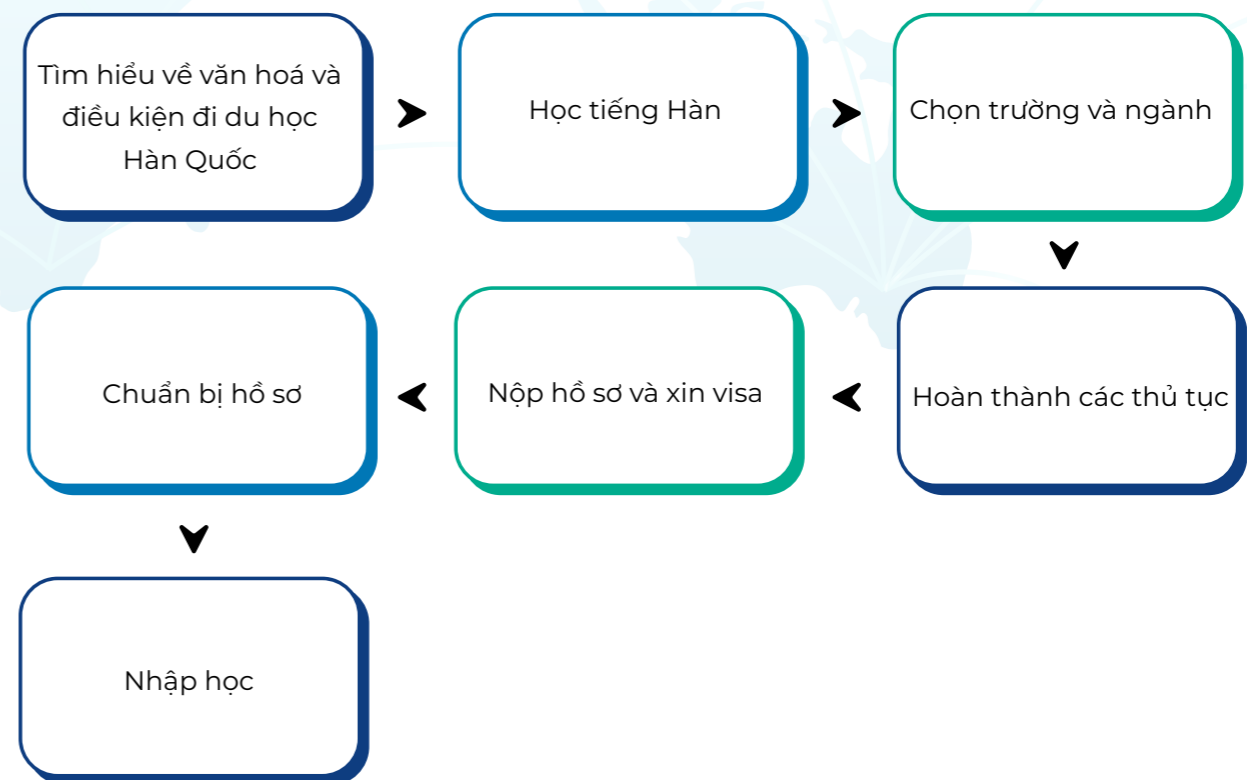 Tìm hiểu về văn hoá và
điều kiện đi du học
Hàn Quốc
Học tiếng Hàn
Chọn trường và ngành
Hoàn thành các thủ tục
Nộp hồ sơ và xin visa
Chuẩn bị hồ sơ
Nhập học